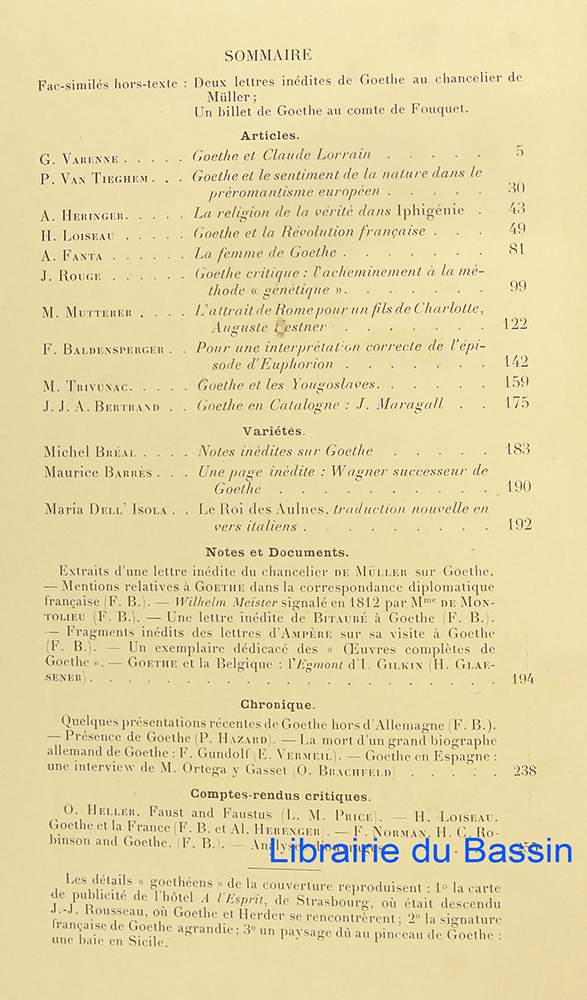 SOMMAIRE
Fac-similés hors-texte : Deux lettres inédites de Goethe au chancelier de
Müller ;
Un billet de Goethe au comte de Fouquet.
Articles.
G. VARENNE . . . . . Goethe et Claude Lorrain . . . . . 5
P. VAN TIEGHEM . . . Goethe et le sentiment de la nature dans le
préromantisme européen . . . . . 30
A. HERINGER . . . . . La religion de la vérité dans Iphigénie . 43
H. LOISEAU . . . . . Goethe et la Révolution française . . . 49
A. FANTA . . . . . . La femme de Goethe . . . . . . . 81
J. ROUGE . . . . . . Goethe critique : l'acheminement à la mé-
thode « génétique » . . . . . . . 99
M. MUTTERER . . . . L'attrait de Rome pour un fils de Charlotte,
Auguste Kestner . . . . . . . 122
F. BALDENSPERGER . . Pour une interprétation correcte de l'épi-
sode d'Euphorion . . . . . . . 142
M. TRIVUNAC . . . . . Goethe et les Yougoslaves . . . . . . 159
J. J. A. BERTRAND . . Goethe en Catalogne : J. Maragall . . 175
Variétés.
Michel BRÉAL . . . . Notes inédites sur Goethe . . . . . 183
Maurice BARRÈS . . . Une page inédite : Wagner successeur de
Goethe . . . . . . . . . . . 190
Maria DELL' ISOLA . . Le Roi des Aulnes, traduction nouvelle en
vers italiens . . . . . . . . . 192
Notes et Documents.
Extraits d'une lettre inédite du chancelier DE MÜLLER sur Goethe.
— Mentions relatives à GOETHE dans la correspondance diplomatique
française (F. B.). — Wilhelm Meister signalé en 1812 par Mme DE MON-
TOLIEU (F. B.). — Une lettre inédite de BITAUBÉ à Goethe (F. B.).
— Fragments inédits des lettres d'AMPÈRE sur sa visite à Goethe
(F. B.). — Un exemplaire dédicacé des « Œuvres complètes de
Goethe ». — GOETHE et la Belgique : l'Egmont d'I. GILKIN (H. GLAE-
SENER) . . . . . . . . . . . . . . . . . . 194
Chronique.
Quelques présentations récentes de Goethe hors d'Allemagne (F. B.).
— Présence de Goethe (P. HAZARD). — La mort d'un grand biographe
allemand de Goethe : F. Gundolf (E. VERMEIL). — Goethe en Espagne :
une interview de M. Ortega y Gasset (O. BRACHFELD) . . . . . 238
Comptes-rendus critiques.
O. HELLER. Faust and Faustus (L. M. PRICE). — H. LOISEAU.
Goethe et la France (F. B. et Al. HERENGER). — F. NORMAN. H. C. Ro-
binson and Goethe. (F. B.). — Analyses
Librairie du Bassin
Les détails « goethéens » de la couverture reproduisent : 1o la carte
de publicité de l'hôtel A l'Esprit, de Strasbourg, où était descendu
J.-J. Rousseau, où Goethe et Herder se rencontrèrent ; 2o la signature
française de Goethe agrandie ; 3o un paysage dû au pinceau de Goethe :
une baie en Sicile.